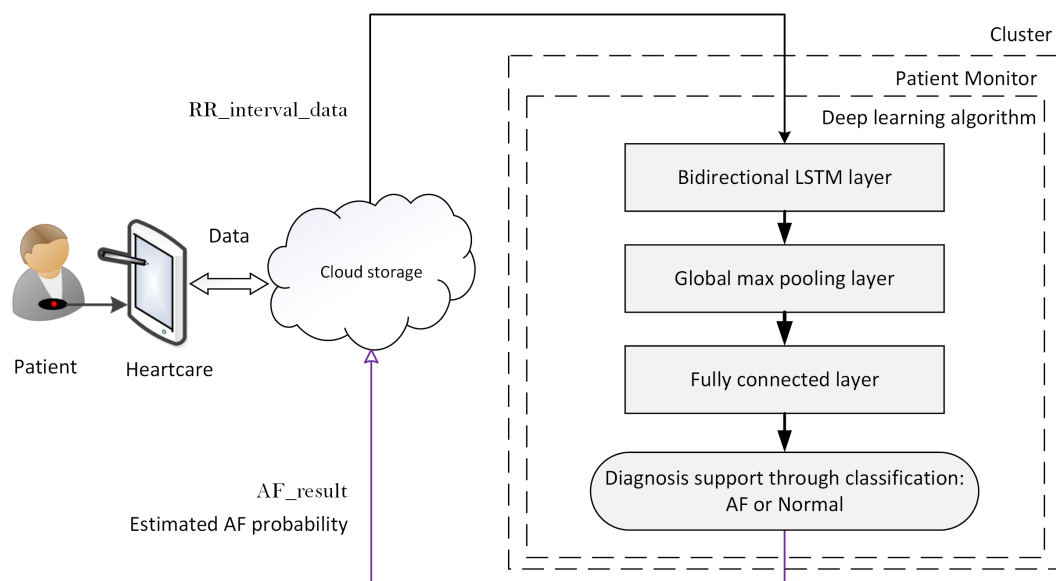 Cluster
Patient Monitor
RR_interval_data
Deep learning algorithm
Bidirectional LSTM layer
Data
Cloud storage
Global max pooling layer
Patient
Heartcare
Fully connected layer
Diagnosis support through classification:
AF or Normal
AF_result
Estimated AF probability